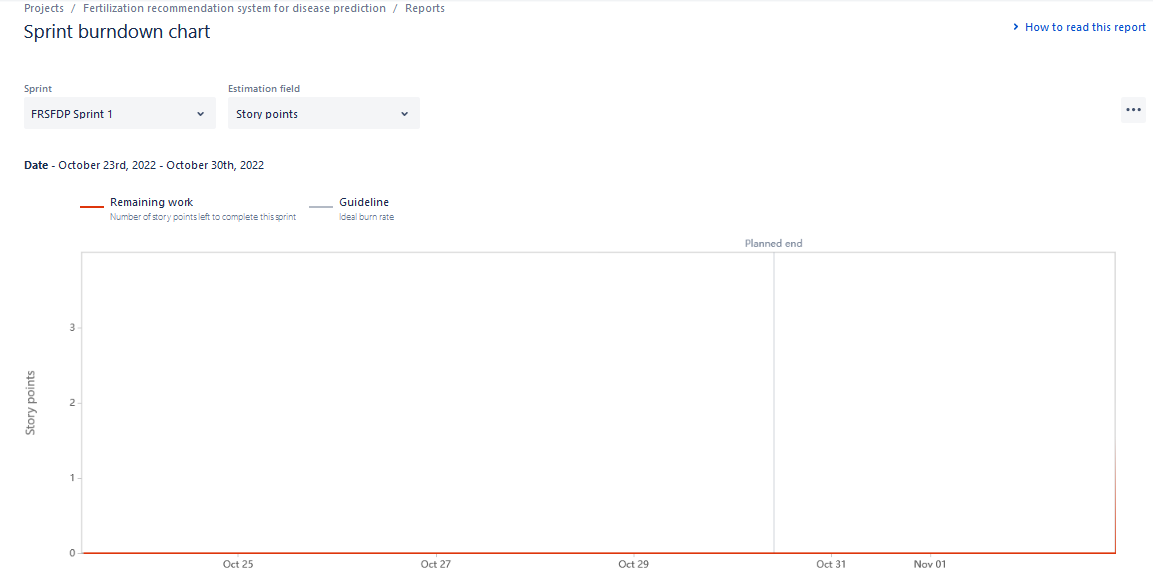 Projects / Fertilization recommendation system for disease prediction / Reports
Sprint burndown chart
How to read this report
Sprint Estimation field
FRSFDP Sprint 1 Story points
Date - October 23rd, 2022 - October 30th, 2022
Remaining work Guideline
Number of story points left to complete this sprint Ideal burn rate
Planned end
3
2
1
0
Story points
Oct 25 Oct 27 Oct 29 Oct 31 Nov 01